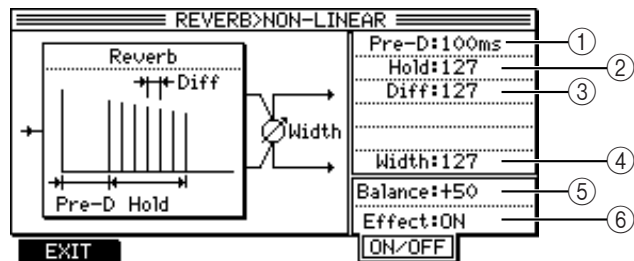 REVERB>NON-LINEAR
Reverb
Diff
Width
Pre-D Hold
Pre-D:100ms
Hold:127
Diff:127
Width:127
Balance:+50
Effect:ON
EXIT
ON/OFF
①
②
③
④
⑤
⑥